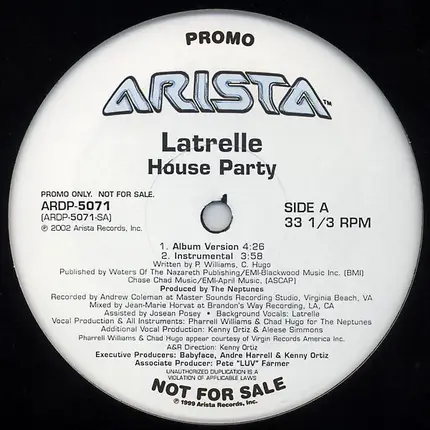 PROMO
ARISTA™
Latrelle
House Party
PROMO ONLY. NOT FOR SALE.
ARDP-5071
(ARDP-5071-SA)
℗ 2002 Arista Records, Inc.
SIDE A
33 1/3 RPM
1. Album Version 4:26
2. Instrumental 3:58
Written by P. Williams, C. Hugo
Published by Waters Of The Nazareth Publishing/EMI-Blackwood Music Inc. (BMI)
Chase Chad Music/EMI-April Music, (ASCAP)
Produced by The Neptunes
Recorded by Andrew Coleman at Master Sounds Recording Studio, Virginia Beach, VA
Mixed by Jean-Marie Horvat at Brandon's Way Recording, LA, CA
Assisted by Josean Posey • Background Vocals: Latrelle
Vocal Production & All Instruments: Pharrell Williams & Chad Hugo for The Neptunes
Additional Vocal Production: Kenny Ortiz & Aleese Simmons
Pharrell Williams & Chad Hugo appear courtesy of Virgin Records America Inc.
A&R Direction: Kenny Ortiz
Executive Producers: Babyface, Andre Harrell & Kenny Ortiz
Associate Producer: Pete "LUV" Farmer
UNAUTHORIZED DUPLICATION IS A
VIOLATION OF APPLICABLE LAWS
NOT FOR SALE
℗ 1999 Arista Records, Inc.